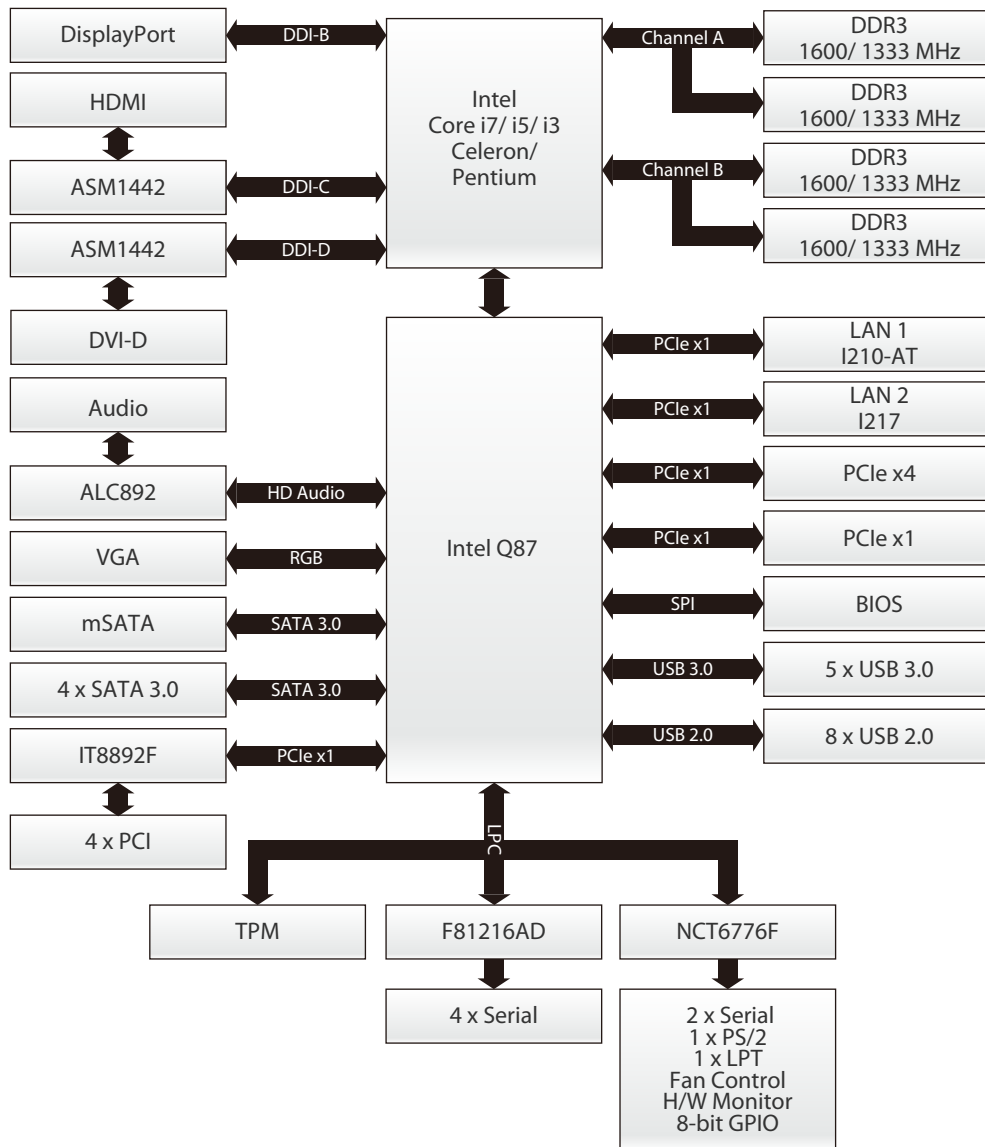 DisplayPort
DDI-B
HDMI
ASM1442
DDI-C
ASM1442
DDI-D
DVI-D
Intel
Core i7/ i5/ i3
Celeron/
Pentium
Channel A
DDR3
1600/ 1333 MHz
DDR3
1600/ 1333 MHz
Channel B
DDR3
1600/ 1333 MHz
DDR3
1600/ 1333 MHz
Audio
ALC892
HD Audio
VGA
RGB
mSATA
SATA 3.0
4 x SATA 3.0
SATA 3.0
IT8892F
PCIe x1
4 x PCI
Intel Q87
PCIe x1
LAN 1
I210-AT
PCIe x1
LAN 2
I217
PCIe x1
PCIe x4
PCIe x1
PCIe x1
SPI
BIOS
USB 3.0
5 x USB 3.0
USB 2.0
8 x USB 2.0
LPC
TPM
F81216AD
NCT6776F
4 x Serial
2 x Serial
1 x PS/2
1 x LPT
Fan Control
H/W Monitor
8-bit GPIO